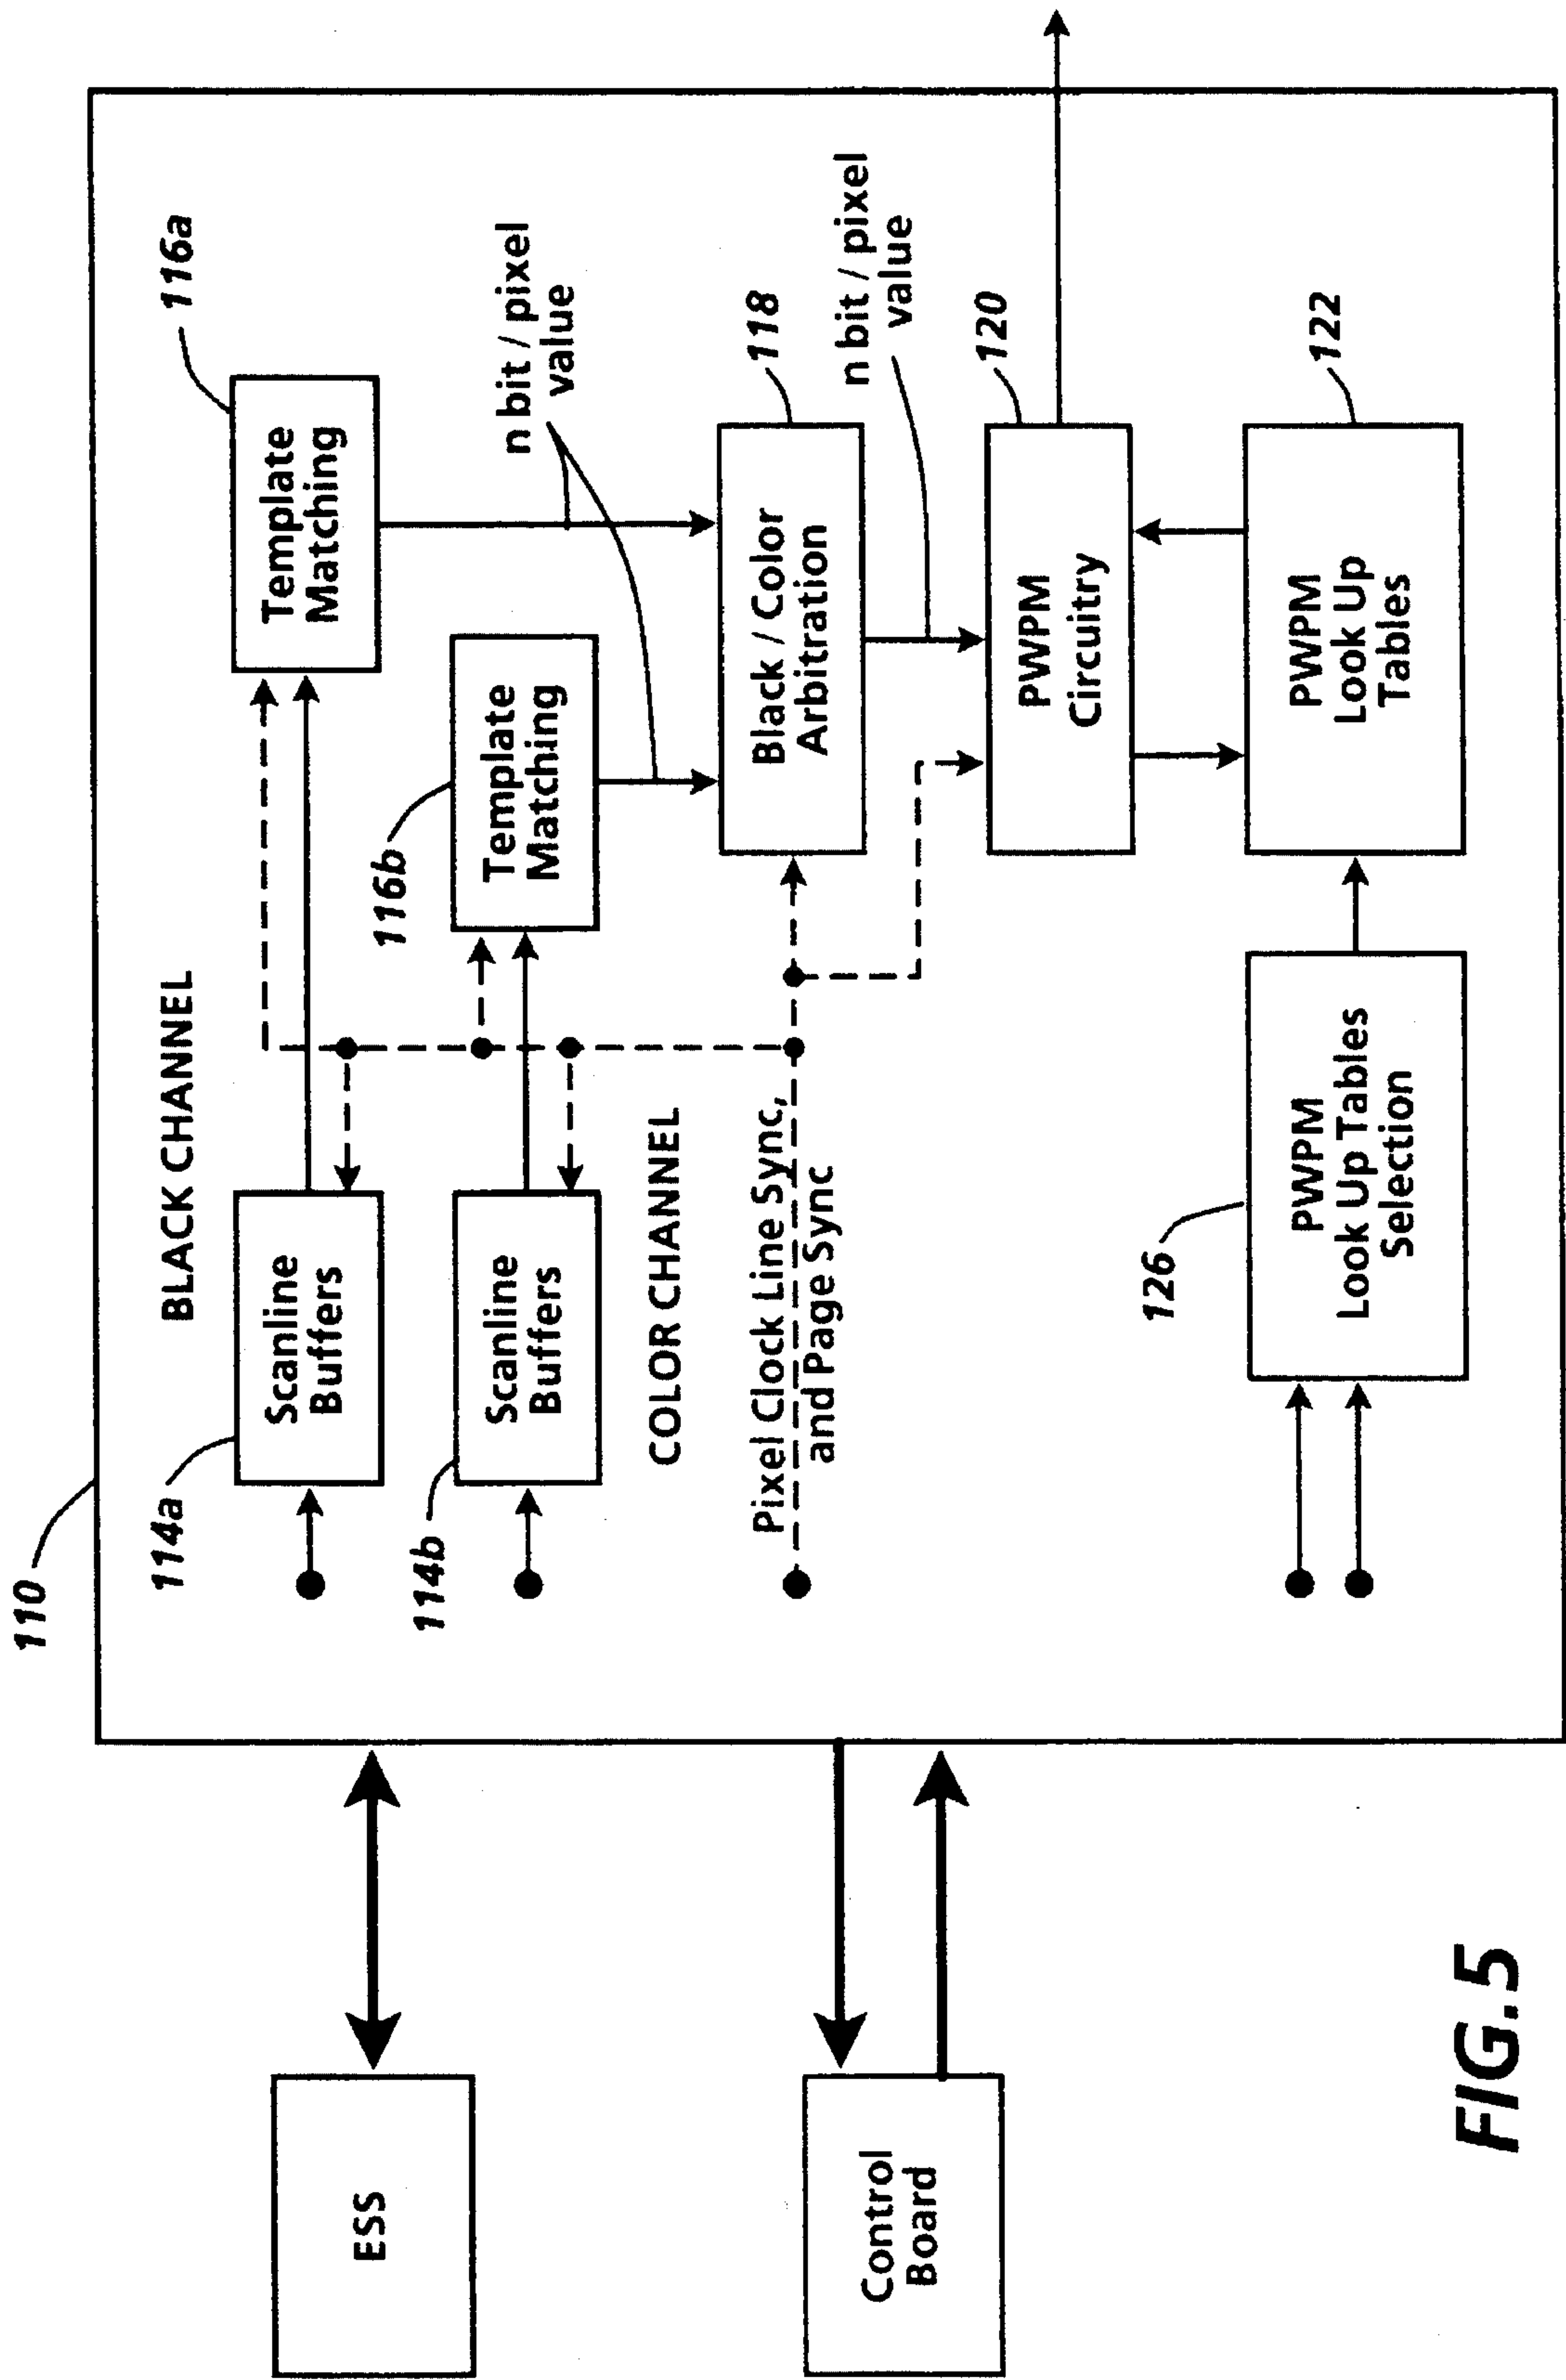 110
BLACK CHANNEL
116a
114a
Scanline
Buffers
Template
Matching
114b
Scanline
Buffers
116b
Template
Matching
n bit / pixel
value
COLOR CHANNEL
Pixel Clock Line Sync,
and Page Sync
Black / Color
Arbitration
118
n bit / pixel
value
PWPM
Circuitry
120
126
PWPM
Look Up Tables
Selection
PWPM
Look Up
Tables
122
ESS
Control
Board
FIG.5